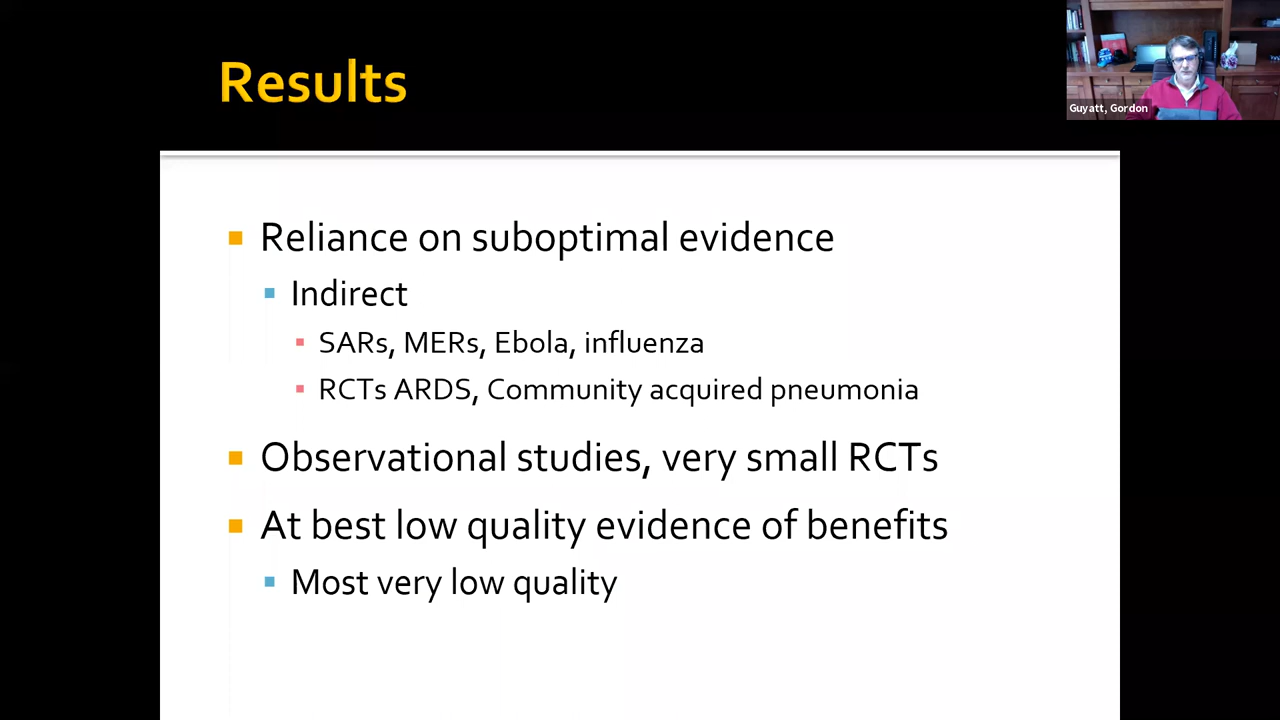 Results
Guyatt, Gordon
Reliance on suboptimal evidence
Indirect
SARs, MERs, Ebola, influenza
RCTs ARDS, Community acquired pneumonia
Observational studies, very small RCTs
At best low quality evidence of benefits
Most very low quality